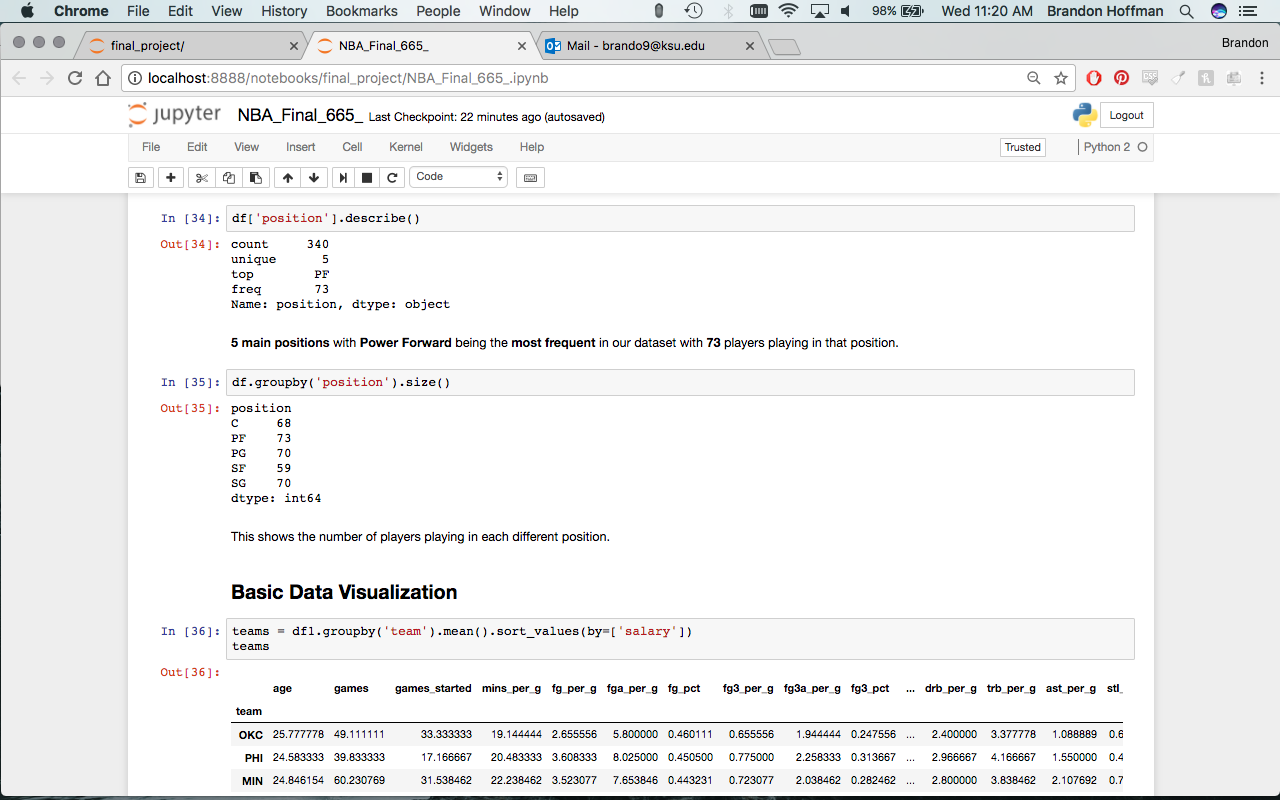 Chrome File Edit View History Bookmarks People Window Help 98% Wed 11:20 AM Brandon Hoffman
final_project/ NBA_Final_665_ Mail - brando9@ksu.edu Brandon
localhost:8888/notebooks/final_project/NBA_Final_665_.ipynb
jupyter NBA_Final_665_ Last Checkpoint: 22 minutes ago (autosaved) Logout
File Edit View Insert Cell Kernel Widgets Help Trusted Python 2
Code
In [34]: df['position'].describe()
Out[34]: count 340
unique 5
top PF
freq 73
Name: position, dtype: object
5 main positions with Power Forward being the most frequent in our dataset with 73 players playing in that position.
In [35]: df.groupby('position').size()
Out[35]: position
C 68
PF 73
PG 70
SF 59
SG 70
dtype: int64
This shows the number of players playing in each different position.
Basic Data Visualization
In [36]: teams = df1.groupby('team').mean().sort_values(by=['salary'])
teams
Out[36]:
age games games_started mins_per_g fg_per_g fga_per_g fg_pct fg3_per_g fg3a_per_g fg3_pct ... drb_per_g trb_per_g ast_per_g stl_
team
OKC 25.777778 49.111111 33.333333 19.144444 2.655556 5.800000 0.460111 0.655556 1.944444 0.247556 ... 2.400000 3.377778 1.088889 0.6
PHI 24.583333 39.833333 17.166667 20.483333 3.608333 8.025000 0.450500 0.775000 2.258333 0.313667 ... 2.966667 4.166667 1.550000 0.4
MIN 24.846154 60.230769 31.538462 22.238462 3.523077 7.653846 0.443231 0.723077 2.038462 0.282462 ... 2.800000 3.838462 2.107692 0.7